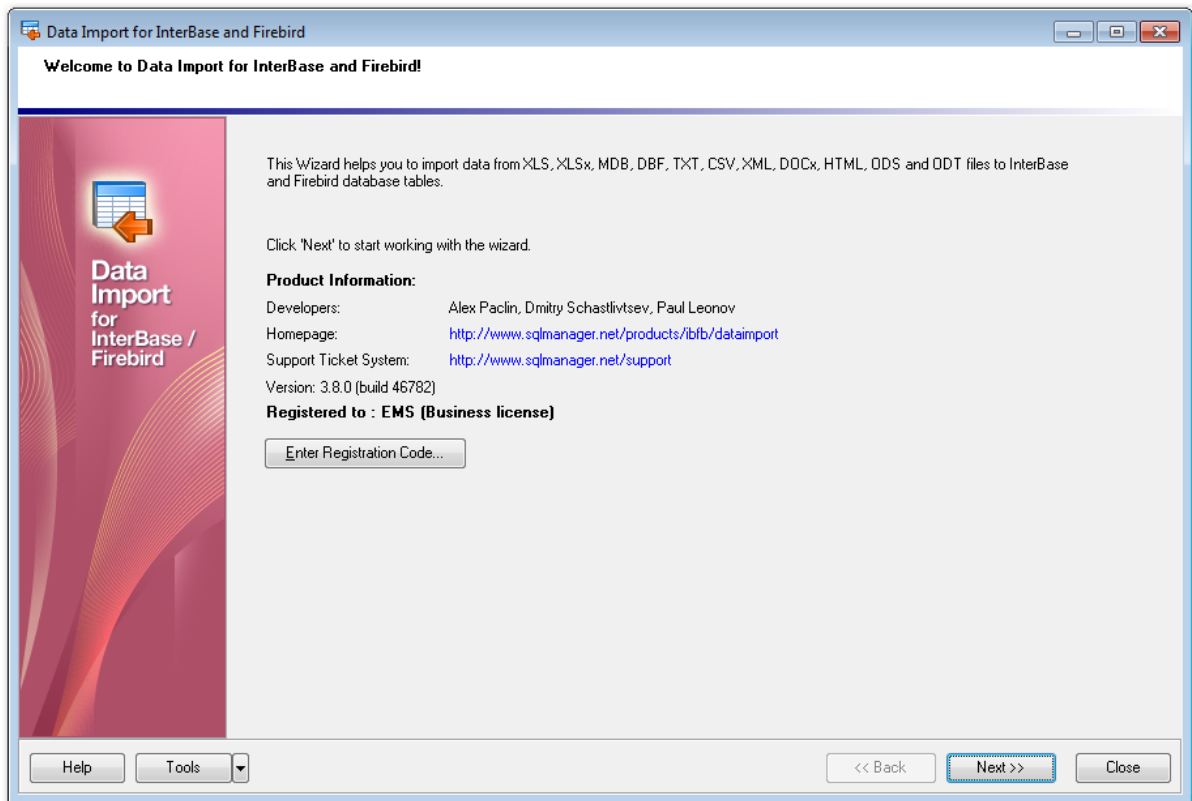 Data Import for InterBase and Firebird
Welcome to Data Import for InterBase and Firebird!
Data
Import
for
InterBase /
Firebird
This Wizard helps you to import data from XLS, XLSx, MDB, DBF, TXT, CSV, XML, DOCx, HTML, ODS and ODT files to InterBase
and Firebird database tables.
Click 'Next' to start working with the wizard.
Product Information:
Developers: Alex Paclin, Dmitry Schastlivtsev, Paul Leonov
Homepage: http://www.sqlmanager.net/products/ibfb/dataimport
Support Ticket System: http://www.sqlmanager.net/support
Version: 3.8.0 (build 46782)
Registered to : EMS (Business license)
Enter Registration Code...
Help Tools << Back Next >> Close